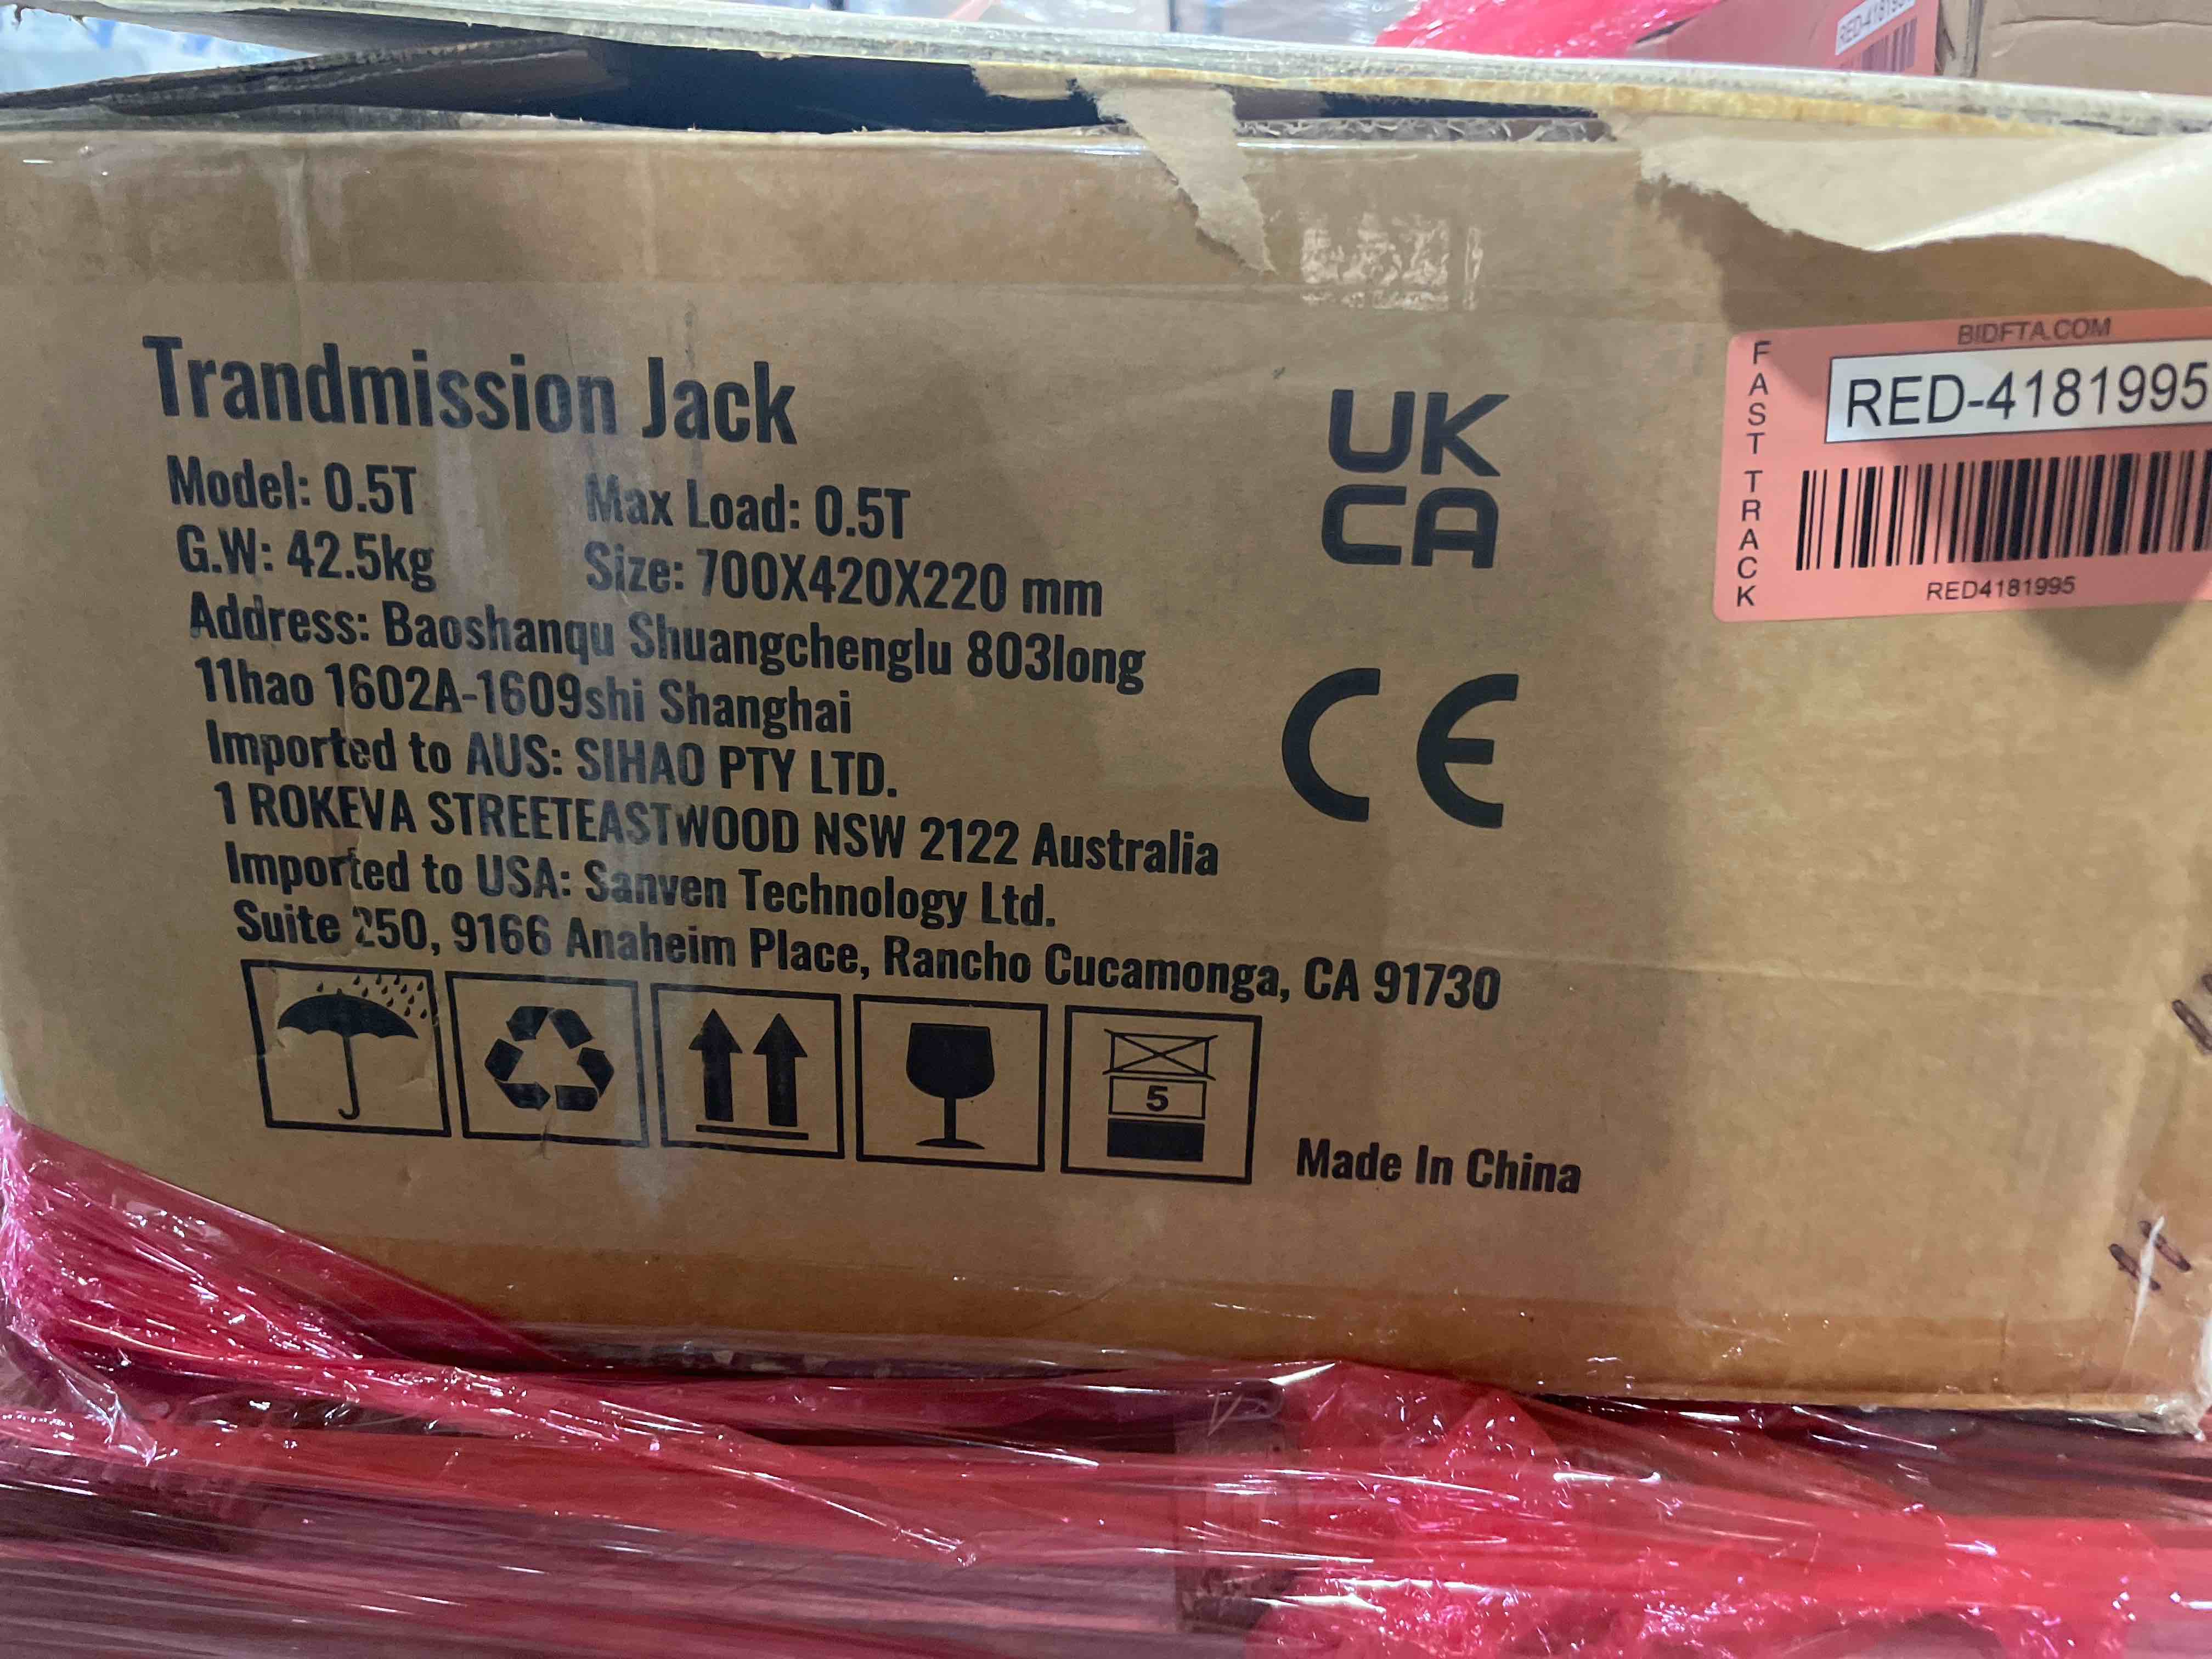 Trandmission Jack
Model: 0.5T Max Load: 0.5T
G.W: 42.5kg Size: 700X420X220 mm
Address: Baoshanqu Shuangchenglu 803long
11hao 1602A-1609shi Shanghai
Imported to AUS: SIHAO PTY LTD.
1 ROKEVA STREETEASTWOOD NSW 2122 Australia
Imported to USA: Sanven Technology Ltd.
Suite 250, 9166 Anaheim Place, Rancho Cucamonga, CA 91730
5
Made In China
UK
CA
CE
BIDFTA.COM
FAST TRACK
RED-4181995
RED4181995